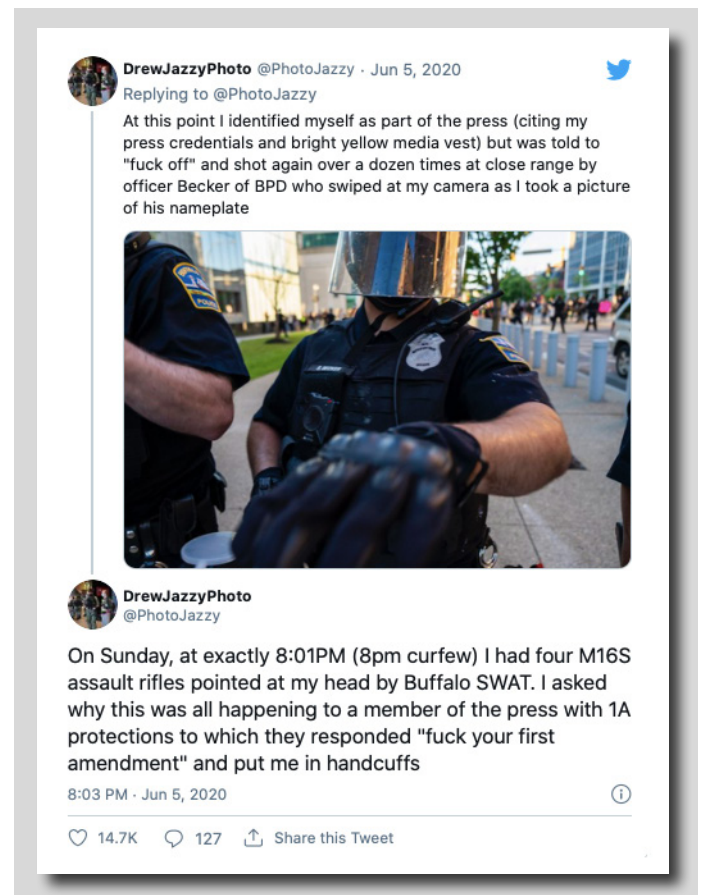 DrewJazzyPhoto @PhotoJazzy · Jun 5, 2020
Replying to @PhotoJazzy
At this point I identified myself as part of the press (citing my
press credentials and bright yellow media vest) but was told to
"fuck off" and shot again over a dozen times at close range by
officer Becker of BPD who swiped at my camera as I took a picture
of his nameplate
DrewJazzyPhoto
@PhotoJazzy
On Sunday, at exactly 8:01PM (8pm curfew) I had four M16S
assault rifles pointed at my head by Buffalo SWAT. I asked
why this was all happening to a member of the press with 1A
protections to which they responded "fuck your first
amendment" and put me in handcuffs
8:03 PM · Jun 5, 2020
14.7K 127 Share this Tweet